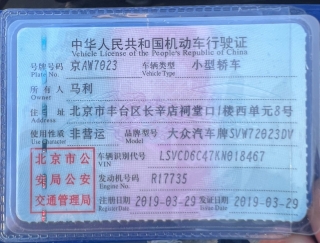 中华人民共和国机动车行驶证
Vehicle License of the People's Republic of China
号牌号码 京AW7023 车辆类型 小型轿车
Plate No. Vehicle Type
所有人 马利
Owner
住址 北京市丰台区长辛店祠堂口1楼西单元8号
Address
使用性质 非营运 品牌型号 大众汽车牌SVW72023DV
Use Character Model
北京市公安局公安交通管理局
车辆识别代号 LSVCD6C47KN018467
VIN
发动机号码 R17735
Engine No.
注册日期 2019-03-29 发证日期 2019-03-29
Register Date Issue Date